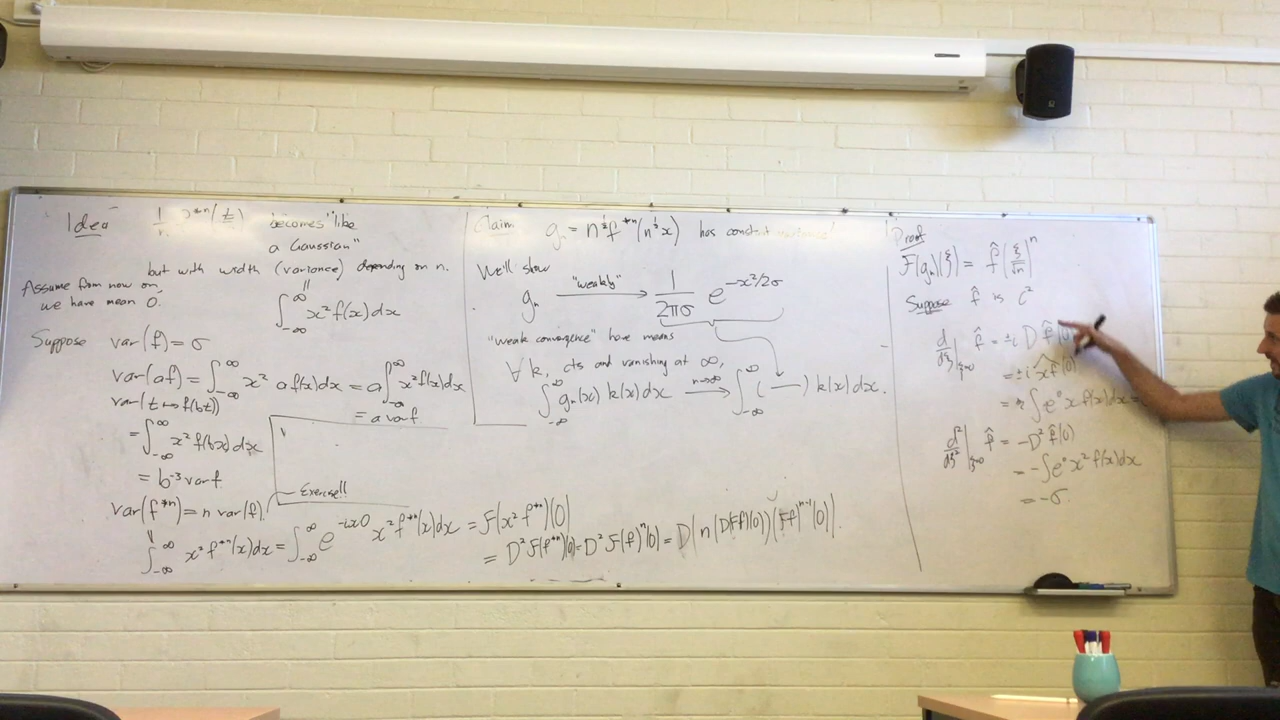 Idea
becomes "like
a Gaussian"
but with width (variance) depending on n.
Assume from now on,
we have mean 0.
∫_{-∞}^{∞} x² f(x) dx
Suppose var(f) = σ
var(af) = ∫_{-∞}^{∞} x² a f(x) dx = a ∫_{-∞}^{∞} x² f(x) dx
= a var f
var(t ↦ f(bt))
= ∫_{-∞}^{∞} x² f(bx) dx
= b⁻³ var f.
Exercise!!
var(f^{*n}) = n var(f).
∫_{-∞}^{∞} x² f^{*n}(x) dx = ∫_{-∞}^{∞} e^{-ix0} x² f^{*n}(x) dx = F(x² f^{*n})(0)
= D² F(f^{*n})(0) = D² F(f)^n(0) = D(n(D(Ff)(0))(Ff)^{n-1}(0)).
Claim
g_n = n^{½} f^{*n}(n^{½} x) has constant
We'll show
g_n "weakly" → 1/(2πσ) e^{-x²/2σ}
"weak convergence" here means
∀ k, cts and vanishing at ∞,
∫_{-∞}^{∞} g_n(x) k(x) dx →^{n→∞} ∫_{-∞}^{∞} ( — ) k(x) dx.
Proof
F(g_n)(ξ) = f̂(ξ/√n)^n
Suppose f̂ is C²
d/dξ|_{ξ=0} f̂ = ±i D f̂(0)
= ±i x̂f(0)
∫ e⁰ x f(x) dx =
d²/dξ²|_{ξ=0} f̂ = -D² f̂(0)
= -∫ e⁰ x² f(x) dx
= -σ.